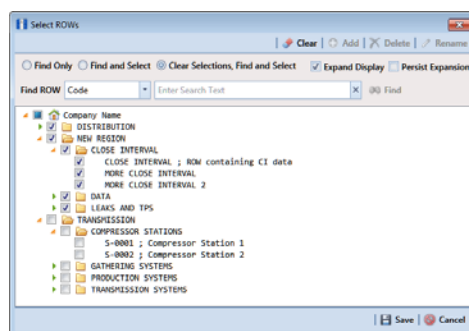 Select ROWs
Clear Add Delete Rename
Find Only Find and Select Clear Selections, Find and Select Expand Display Persist Expansion
Find ROW Code Enter Search Text Find
Company Name
DISTRIBUTION
NEW REGION
CLOSE INTERVAL
CLOSE INTERVAL ; ROW containing CI data
MORE CLOSE INTERVAL
MORE CLOSE INTERVAL 2
DATA
LEAKS AND TPS
TRANSMISSION
COMPRESSOR STATIONS
S-0001 ; Compressor Station 1
S-0002 ; Compressor Station 2
GATHERING SYSTEMS
PRODUCTION SYSTEMS
TRANSMISSION SYSTEMS
Save Cancel